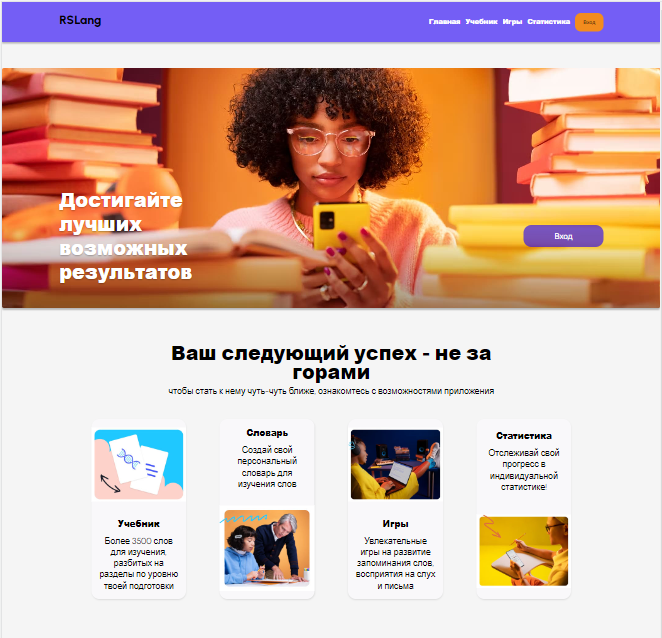 RSLang
Главная Учебник Игры Статистика Вход
Достигайте
лучших
возможных
результатов
Вход
Ваш следующий успех - не за
горами
чтобы стать к нему чуть-чуть ближе, ознакомтесь с возможностями приложения
Учебник
Более 3500 слов
для изучения,
разбитых на
разделы по уровню
твоей подготовки
Словарь
Создай свой
персональный
словарь для
изучения слов
Игры
Увлекательные
игры на развитие
запоминания слов,
восприятия на слух
и письма
Статистика
Отслеживай свой
прогресс в
индивидуальной
статистике!